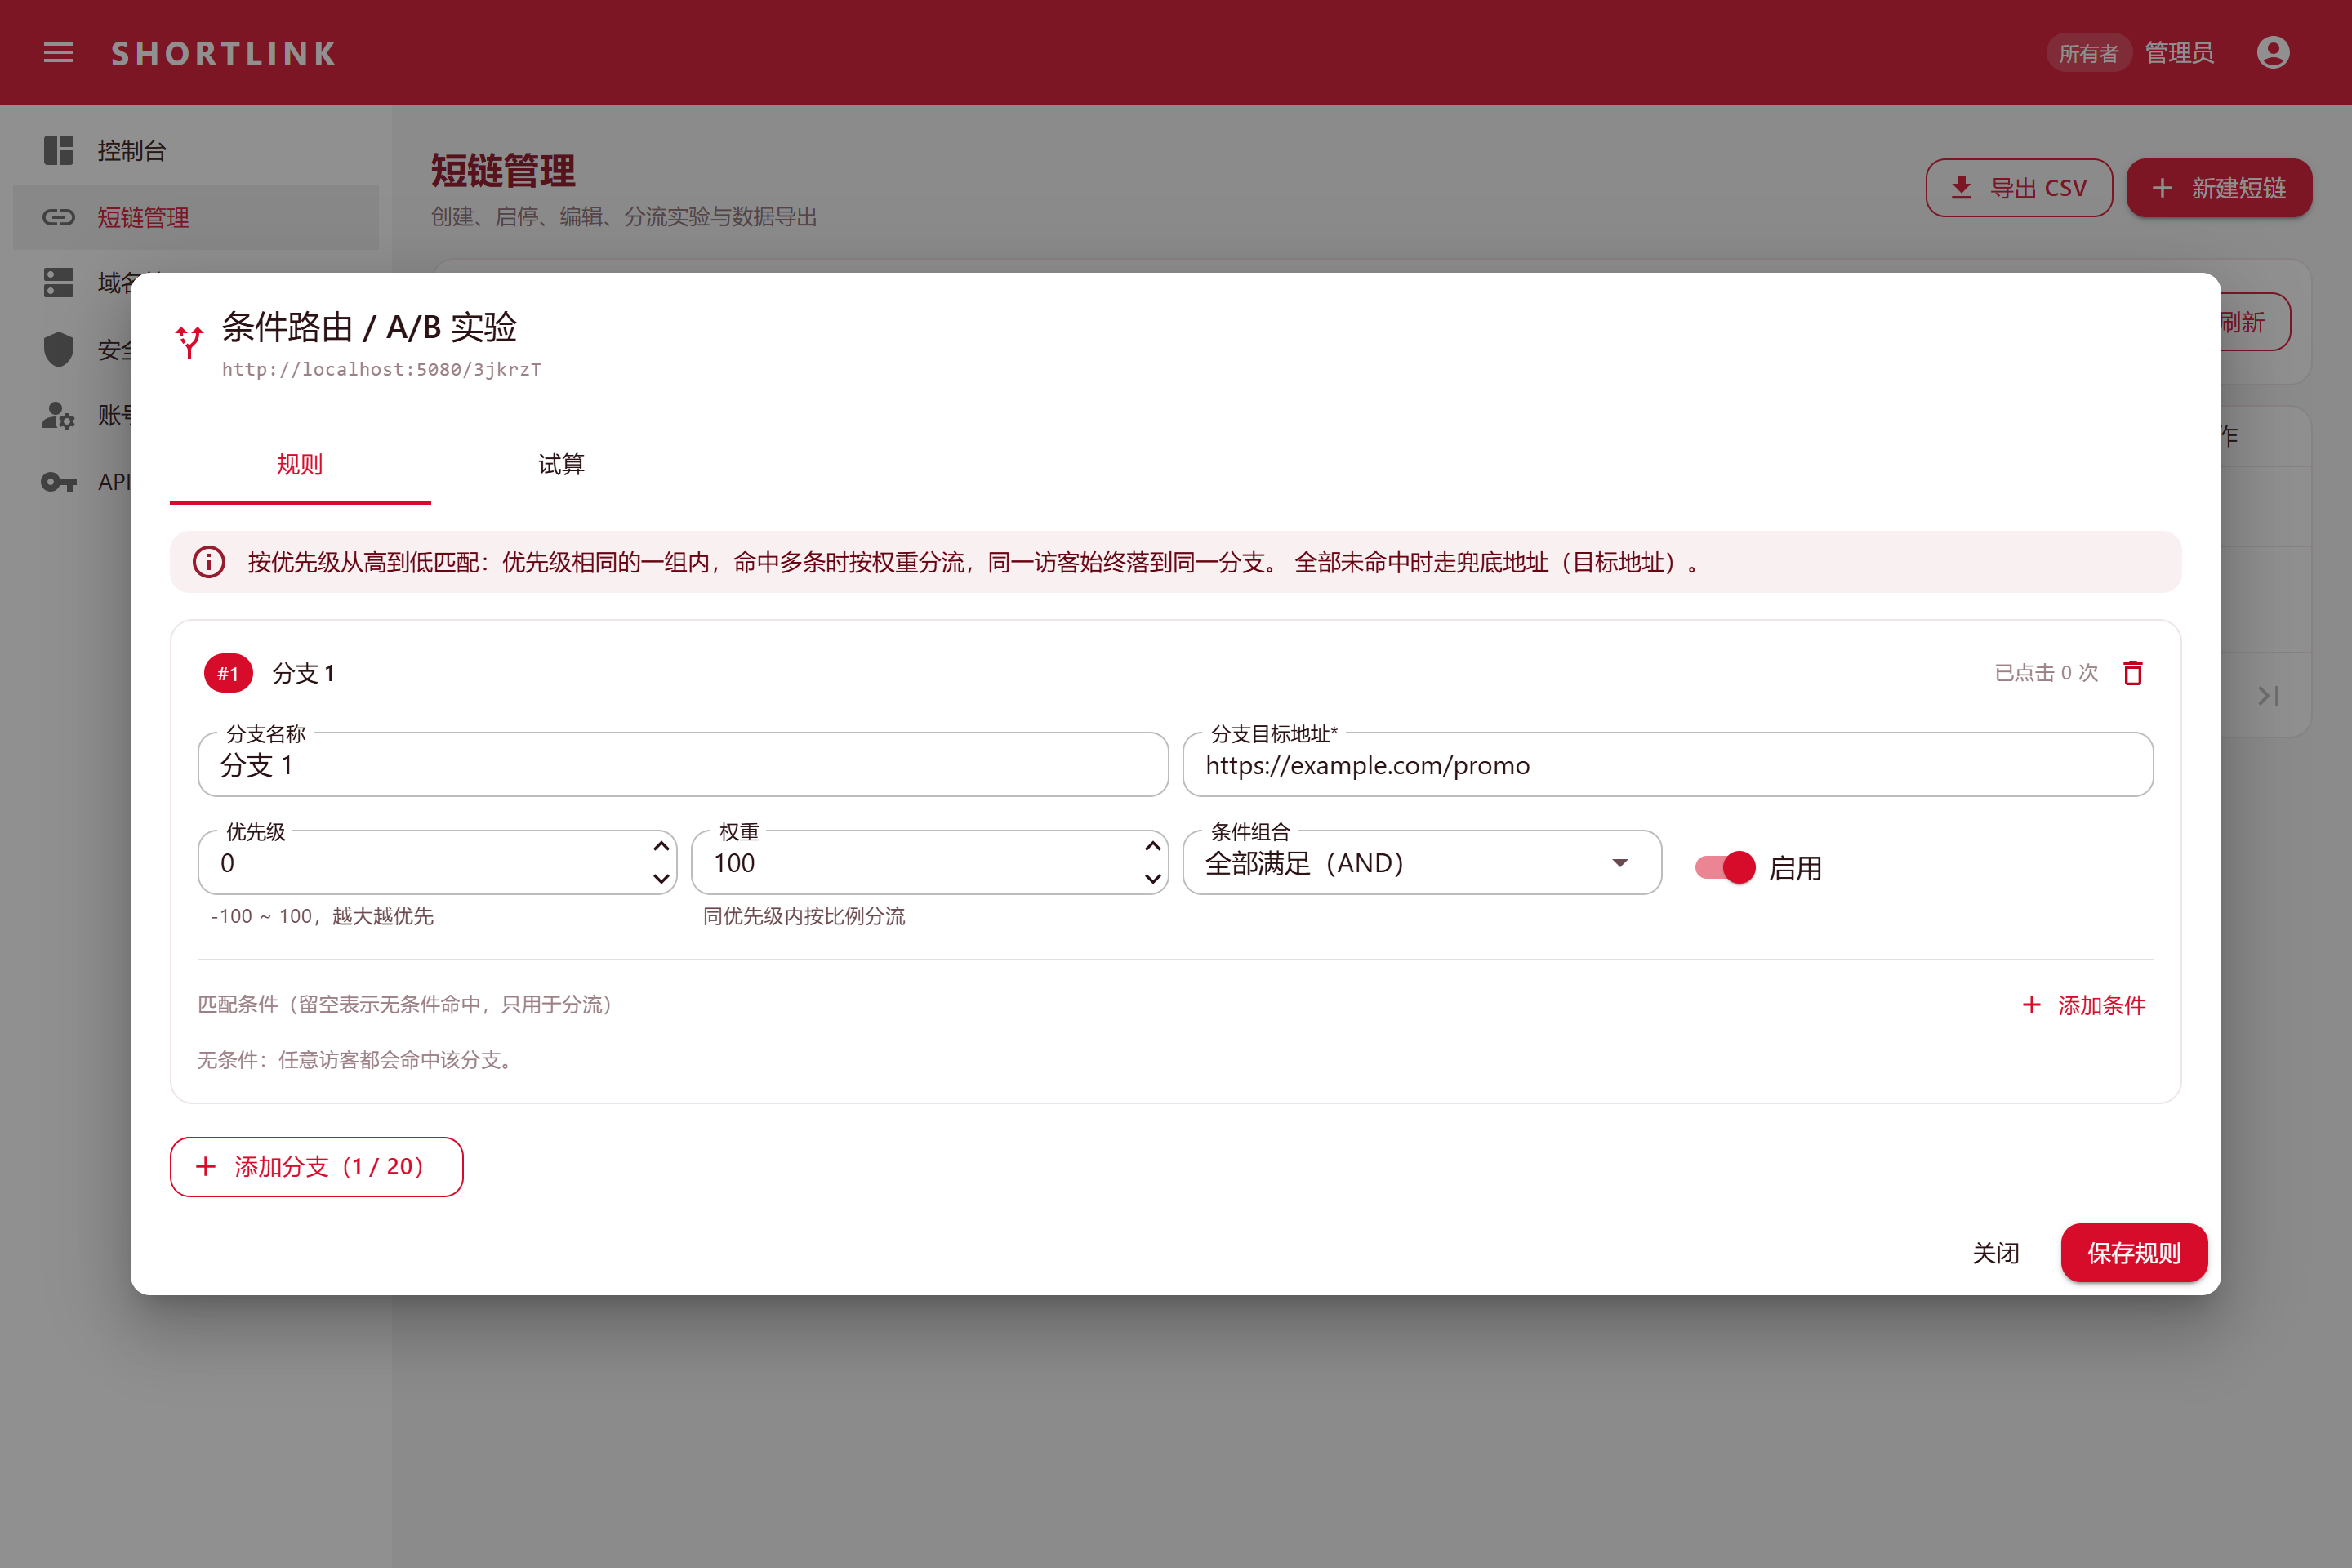 SHORTLINK
所有者 管理员
控制台
短链管理
域名
安全
账号
API
短链管理
创建、启停、编辑、分流实验与数据导出
导出 CSV
新建短链
刷新
作
条件路由 / A/B 实验
http://localhost:5080/3jkrzT
规则
试算
按优先级从高到低匹配：优先级相同的一组内，命中多条时按权重分流，同一访客始终落到同一分支。 全部未命中时走兜底地址（目标地址）。
#1 分支 1
已点击 0 次
分支名称
分支 1
分支目标地址*
https://example.com/promo
优先级
0
-100 ~ 100，越大越优先
权重
100
同优先级内按比例分流
条件组合
全部满足（AND）
启用
匹配条件（留空表示无条件命中，只用于分流）
添加条件
无条件：任意访客都会命中该分支。
添加分支（1 / 20）
关闭
保存规则